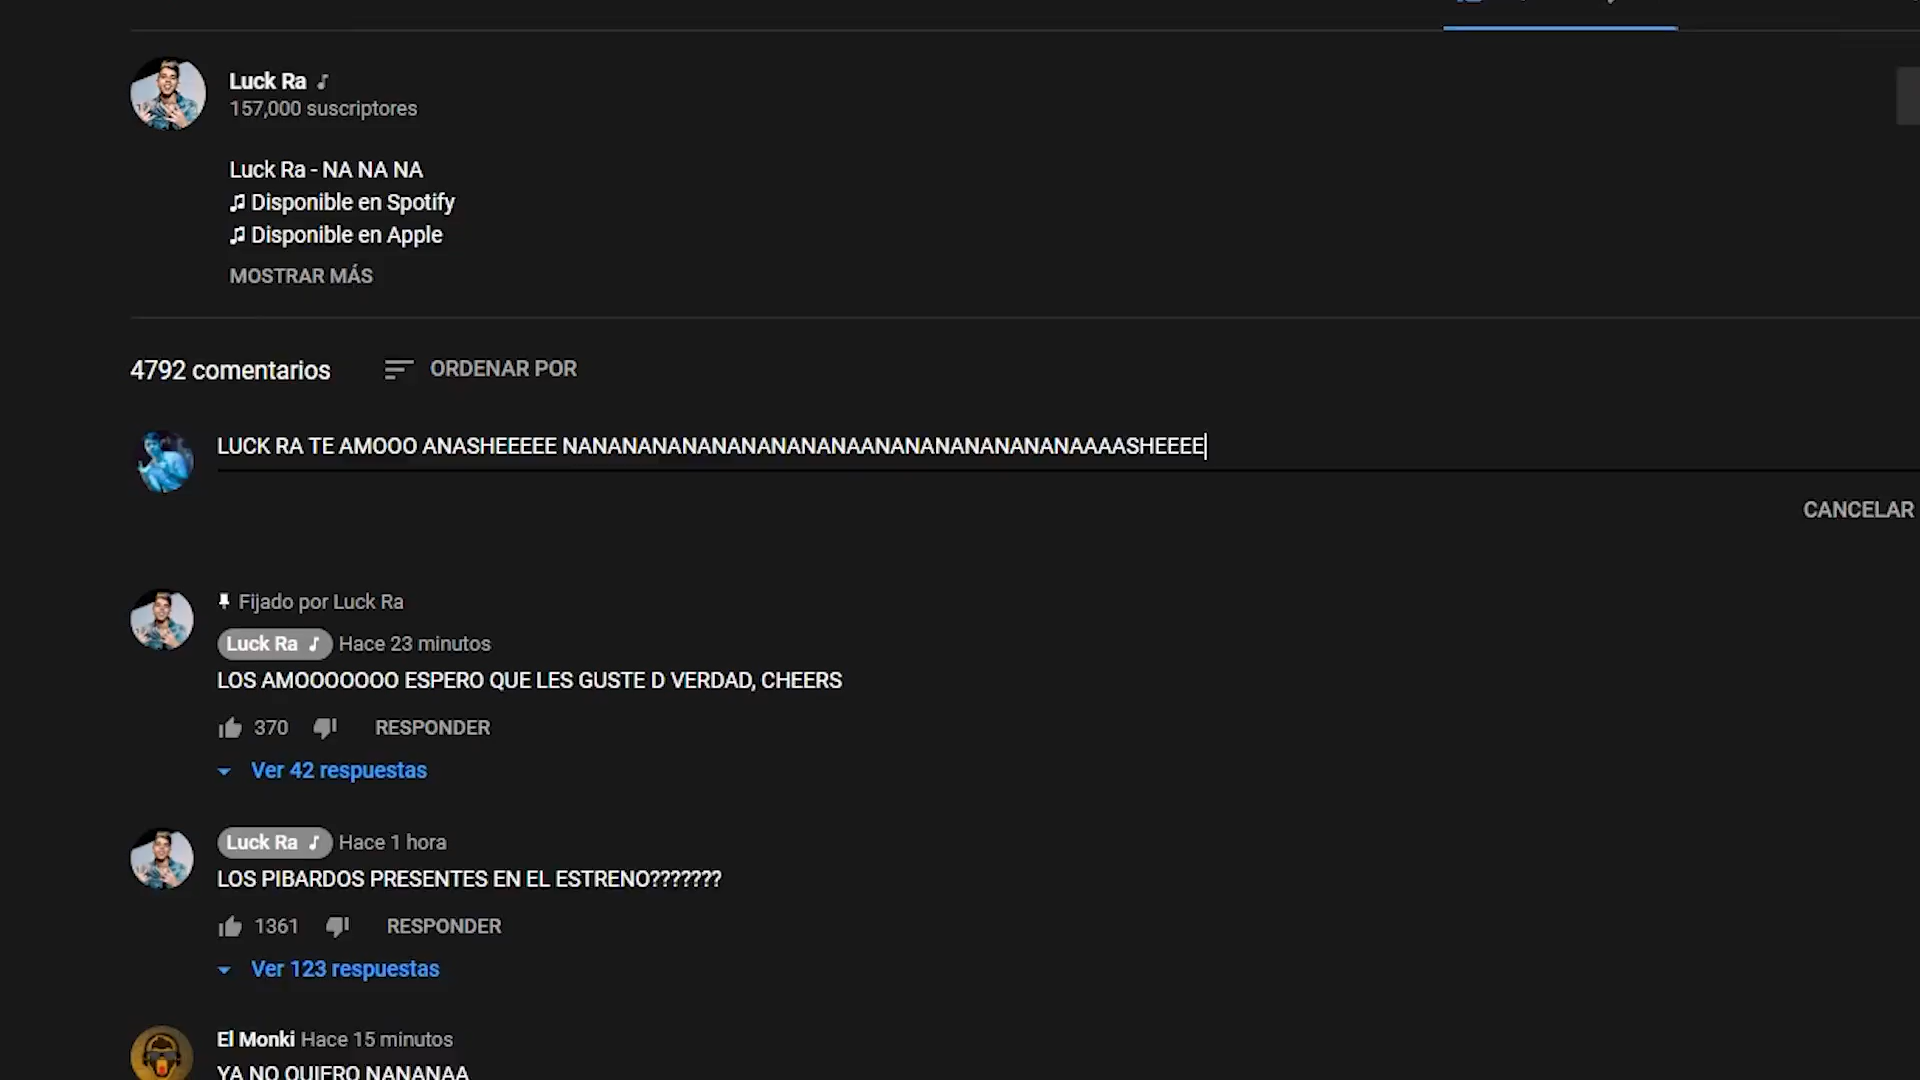 Luck Ra ♪
157,000 suscriptores
Luck Ra - NA NA NA
♫ Disponible en Spotify
♫ Disponible en Apple
MOSTRAR MÁS
4792 comentarios ORDENAR POR
LUCK RA TE AMOOO ANASHEEEEE NANANANANANANANANANAANANANANANANANAAAASHEEEE
CANCELAR
Fijado por Luck Ra
Luck Ra ♪ Hace 23 minutos
LOS AMOOOOOOO ESPERO QUE LES GUSTE D VERDAD, CHEERS
370 RESPONDER
Ver 42 respuestas
Luck Ra ♪ Hace 1 hora
LOS PIBARDOS PRESENTES EN EL ESTRENO???????
1361 RESPONDER
Ver 123 respuestas
El Monki Hace 15 minutos
YA NO QUIERO NANANAA